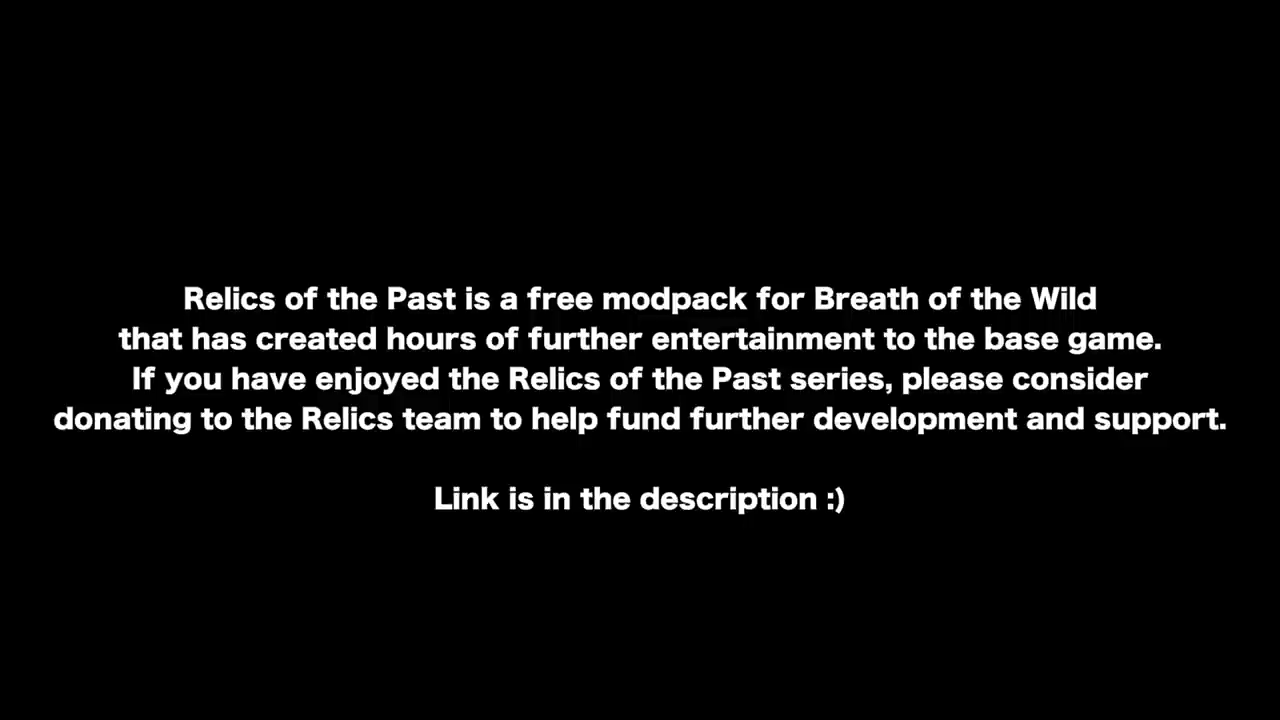 Relics of the Past is a free modpack for Breath of the Wild
that has created hours of further entertainment to the base game.
If you have enjoyed the Relics of the Past series, please consider
donating to the Relics team to help fund further development and support.
Link is in the description :)